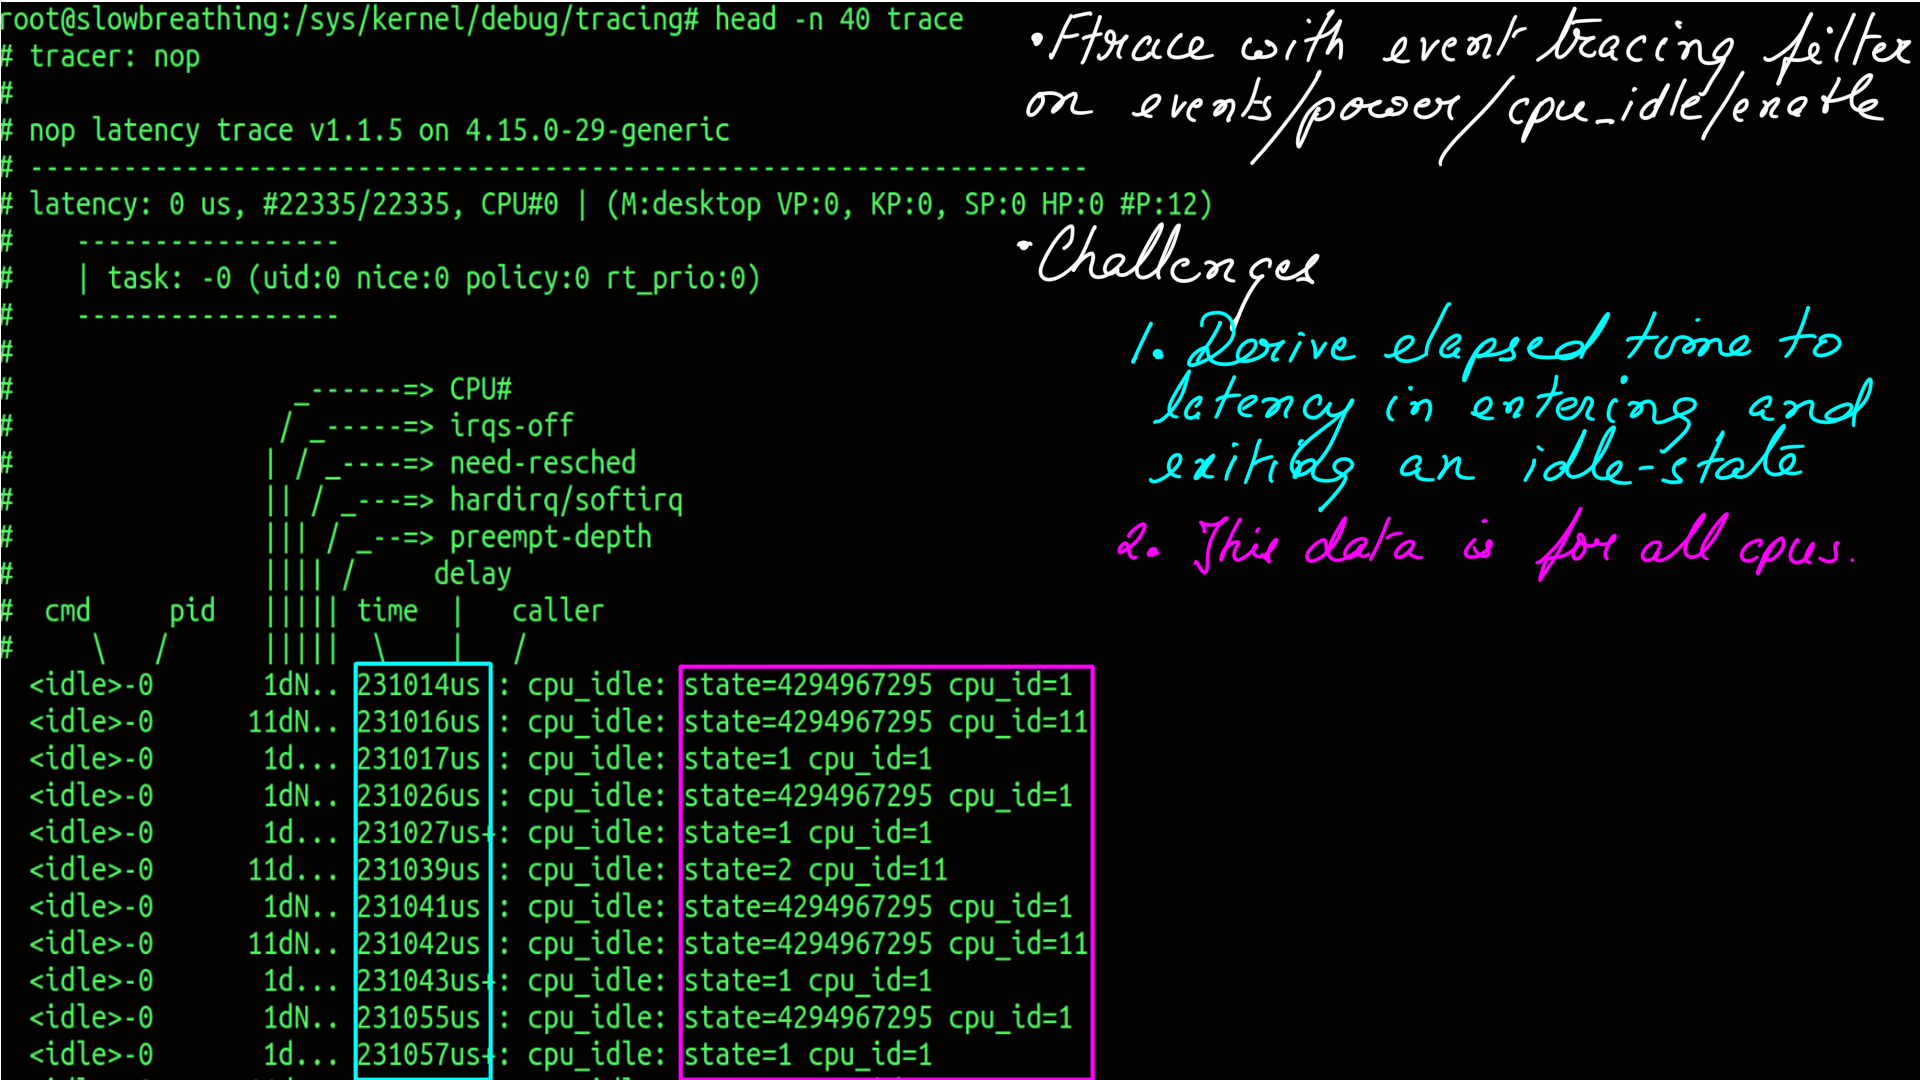 root@slowbreathing:/sys/kernel/debug/tracing# head -n 40 trace
# tracer: nop
#
# nop latency trace v1.1.5 on 4.15.0-29-generic
# --------------------------------------------------------------------
# latency: 0 us, #22335/22335, CPU#0 | (M:desktop VP:0, KP:0, SP:0 HP:0 #P:12)
#    -----------------
#    | task: -0 (uid:0 nice:0 policy:0 rt_prio:0)
#    -----------------
#
#                  _------=> CPU#
#                 / _-----=> irqs-off
#                | / _----=> need-resched
#                || / _---=> hardirq/softirq
#                ||| / _--=> preempt-depth
#                |||| /     delay
#  cmd     pid   ||||| time  |   caller
#     \   /      |||||  \    |   /
  <idle>-0       1dN.. 231014us : cpu_idle: state=4294967295 cpu_id=1
  <idle>-0      11dN.. 231016us : cpu_idle: state=4294967295 cpu_id=11
  <idle>-0       1d... 231017us : cpu_idle: state=1 cpu_id=1
  <idle>-0       1dN.. 231026us : cpu_idle: state=4294967295 cpu_id=1
  <idle>-0       1d... 231027us+: cpu_idle: state=1 cpu_id=1
  <idle>-0      11d... 231039us : cpu_idle: state=2 cpu_id=11
  <idle>-0       1dN.. 231041us : cpu_idle: state=4294967295 cpu_id=1
  <idle>-0      11dN.. 231042us : cpu_idle: state=4294967295 cpu_id=11
  <idle>-0       1d... 231043us+: cpu_idle: state=1 cpu_id=1
  <idle>-0       1dN.. 231055us : cpu_idle: state=4294967295 cpu_id=1
  <idle>-0       1d... 231057us+: cpu_idle: state=1 cpu_id=1
• Ftrace with event tracing filter
on events/power/cpu_idle/enable
• Challenges
1. Derive elapsed time to
latency in entering and
exiting an idle-state
2. This data is for all cpus.